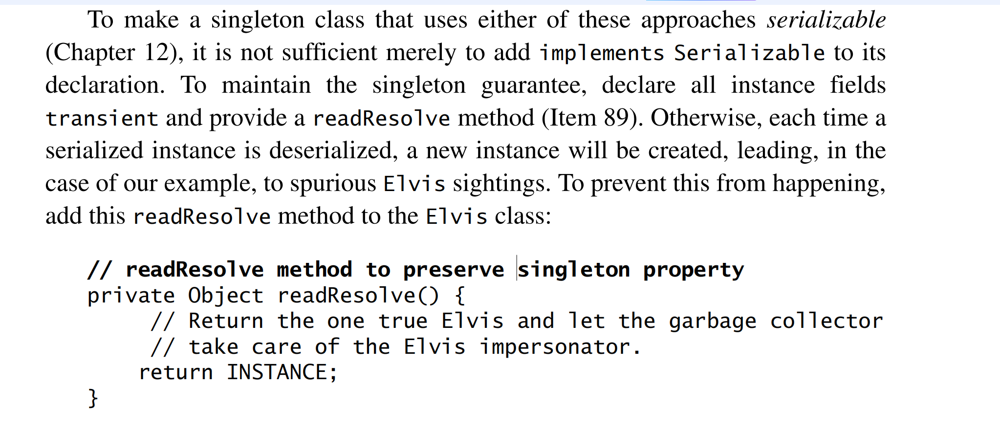 To make a singleton class that uses either of these approaches serializable
(Chapter 12), it is not sufficient merely to add implements Serializable to its
declaration. To maintain the singleton guarantee, declare all instance fields
transient and provide a readResolve method (Item 89). Otherwise, each time a
serialized instance is deserialized, a new instance will be created, leading, in the
case of our example, to spurious Elvis sightings. To prevent this from happening,
add this readResolve method to the Elvis class:
// readResolve method to preserve singleton property
private Object readResolve() {
// Return the one true Elvis and let the garbage collector
// take care of the Elvis impersonator.
return INSTANCE;
}